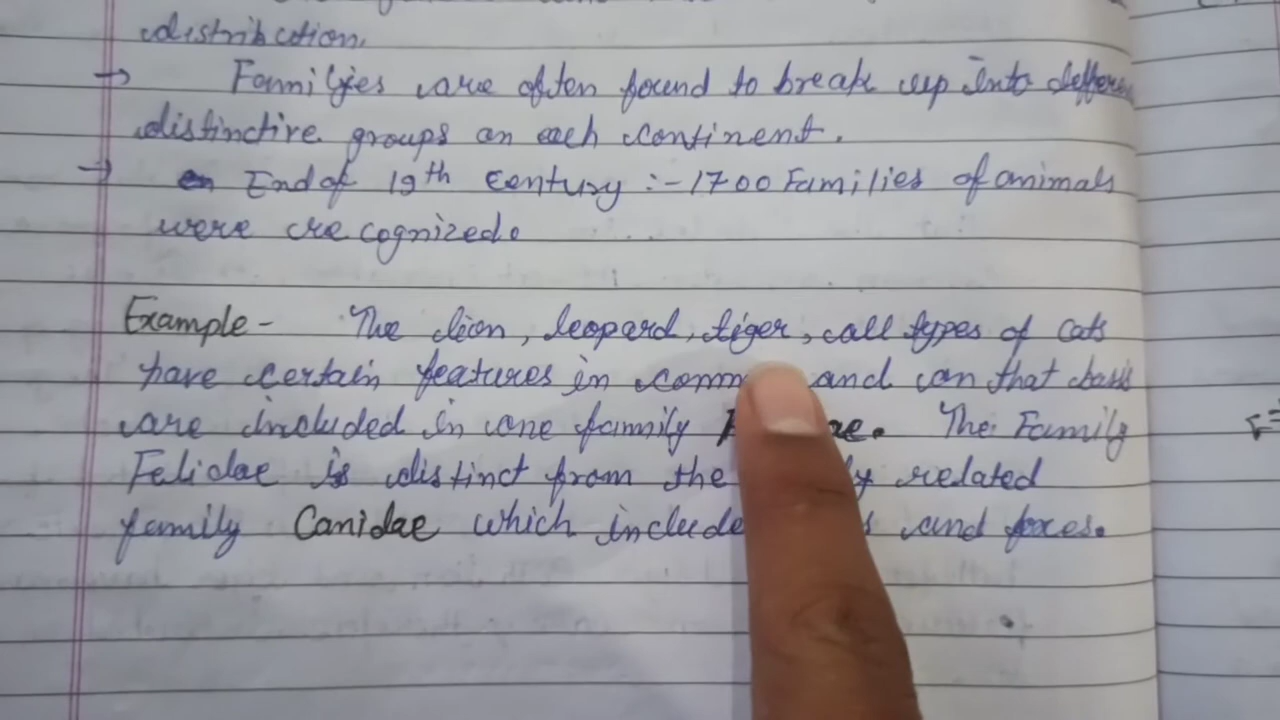 distribution.
→ Families are often found to break up into
distinctive groups on each continent.
→ End of 19th Century :- 1700 Families of animals
were recognized.
Example - The lion, leopard, tiger, all types of Cats
have certain features in and on that basis
are included in one family The Family
Felidae is distinct from the related
family Canidae which and foxes.